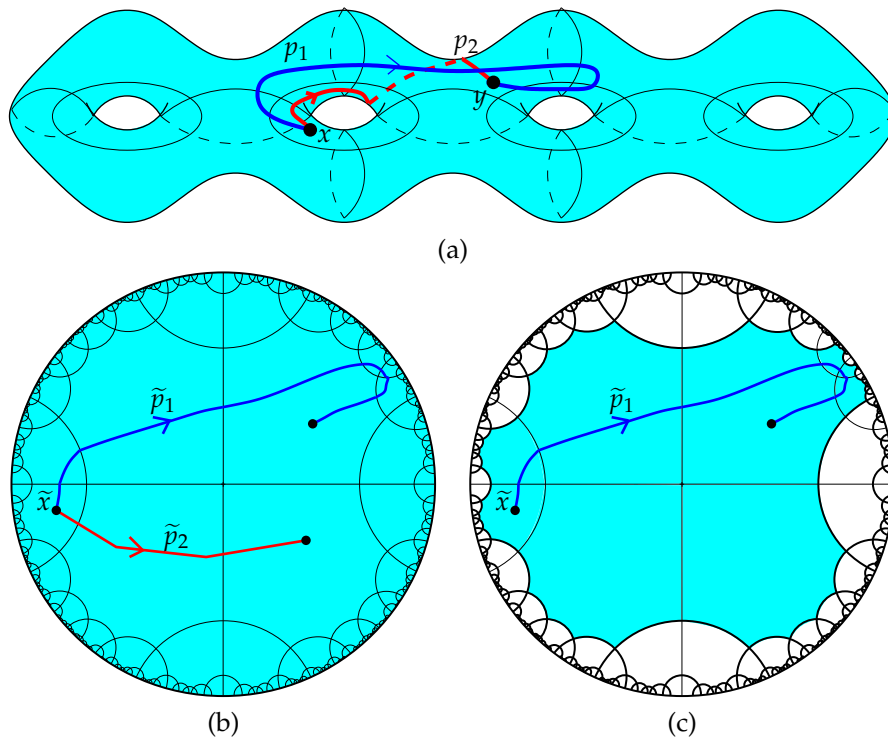 p₁ p₂
y
x
(a)
p̃₁ p̃₁
x̃ x̃
p̃₂
(b) (c)